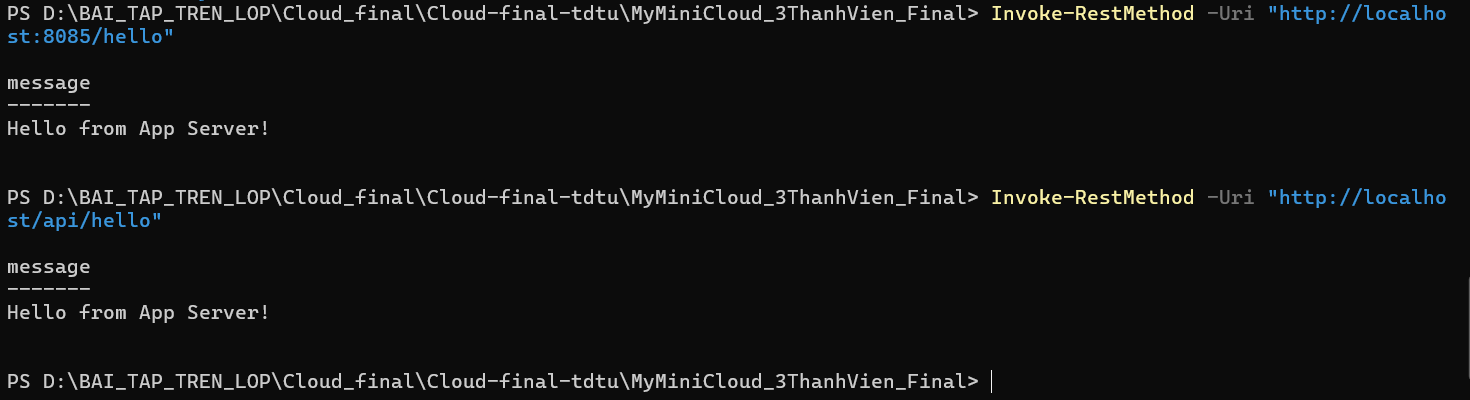 PS D:\BAI_TAP_TREN_LOP\Cloud_final\Cloud-final-tdtu\MyMiniCloud_3ThanhVien_Final> Invoke-RestMethod -Uri "http://localho
st:8085/hello"
message
-------
Hello from App Server!
PS D:\BAI_TAP_TREN_LOP\Cloud_final\Cloud-final-tdtu\MyMiniCloud_3ThanhVien_Final> Invoke-RestMethod -Uri "http://localho
st/api/hello"
message
-------
Hello from App Server!
PS D:\BAI_TAP_TREN_LOP\Cloud_final\Cloud-final-tdtu\MyMiniCloud_3ThanhVien_Final>